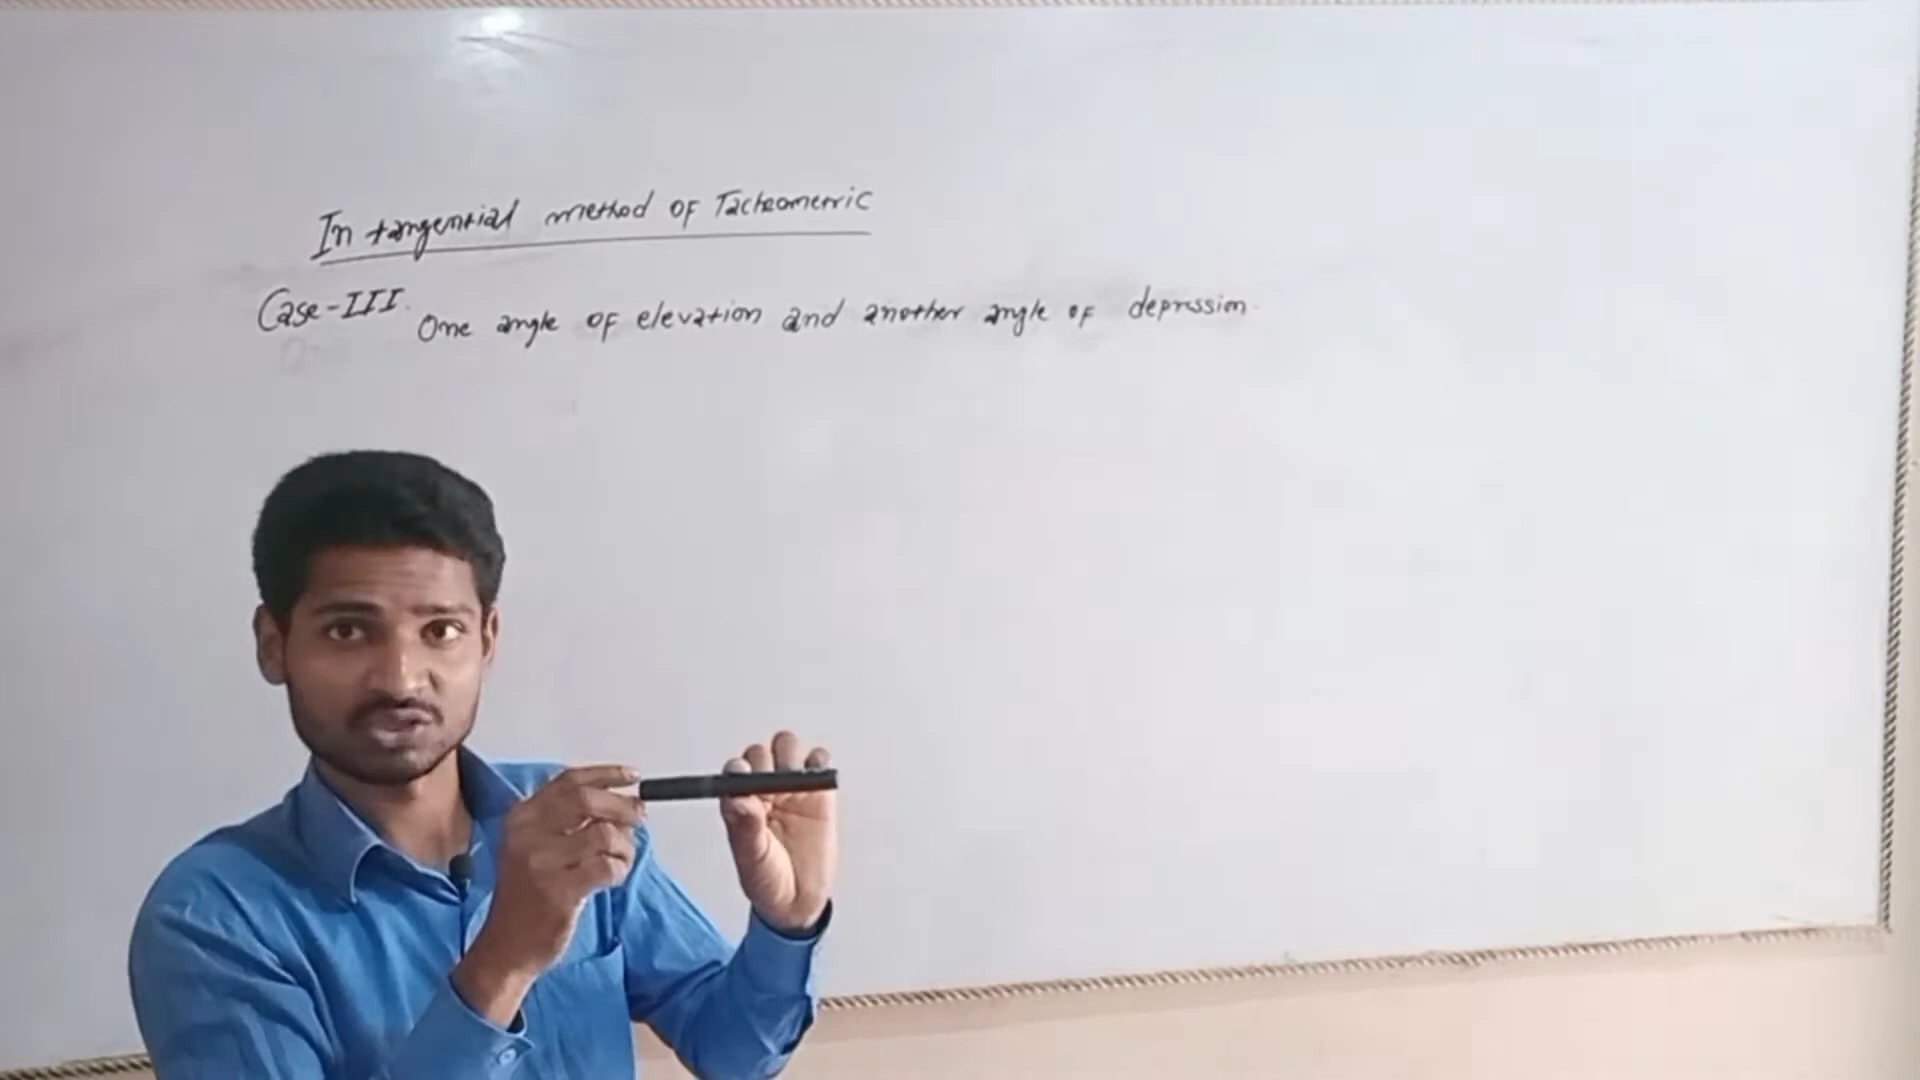 In tangential method OF Tacheometric
Case-III. One angle OF elevation and another angle OF depression.